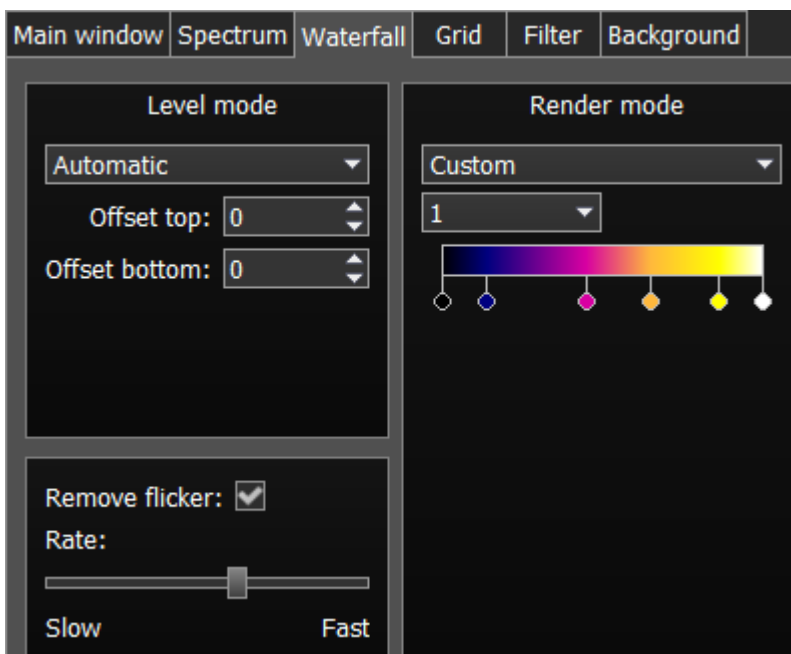 Main window Spectrum Waterfall Grid Filter Background
Level mode
Automatic
Offset top: 0
Offset bottom: 0
Render mode
Custom
1
Remove flicker:
Rate:
Slow Fast